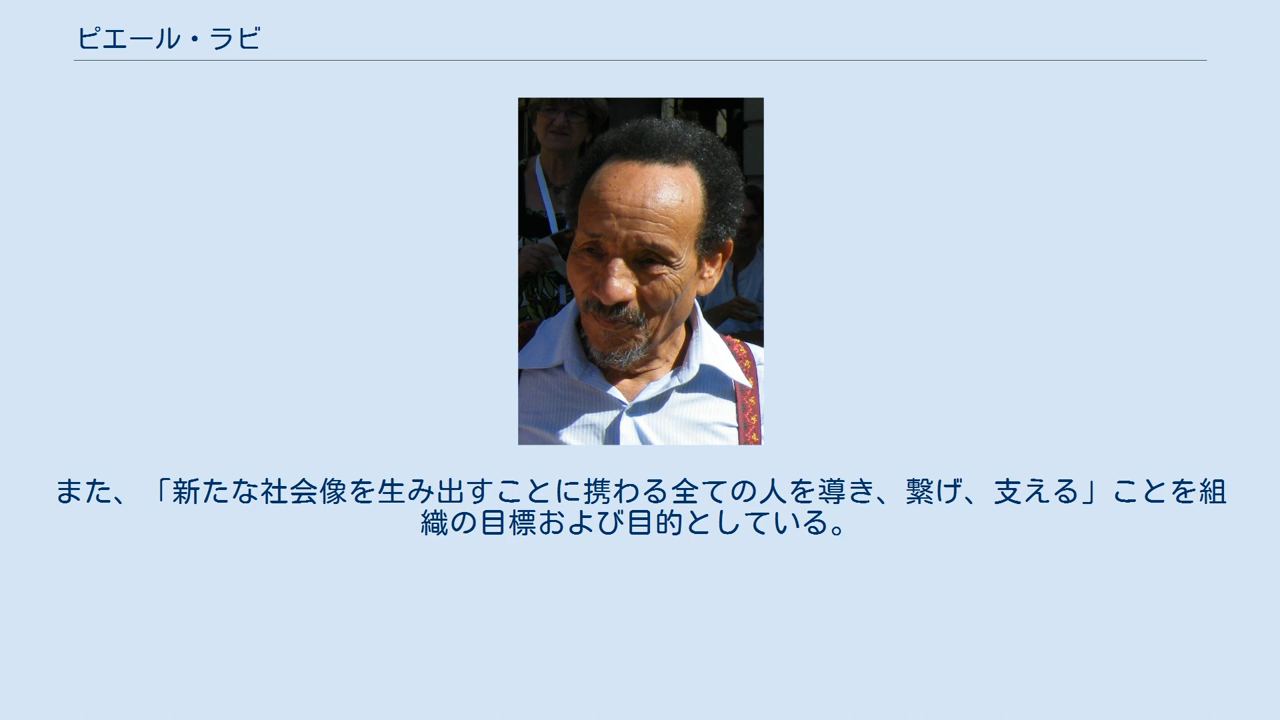 ピエール・ラビ
また、「新たな社会像を生み出すことに携わる全ての人を導き、繋げ、支える」ことを組
織の目標および目的としている。